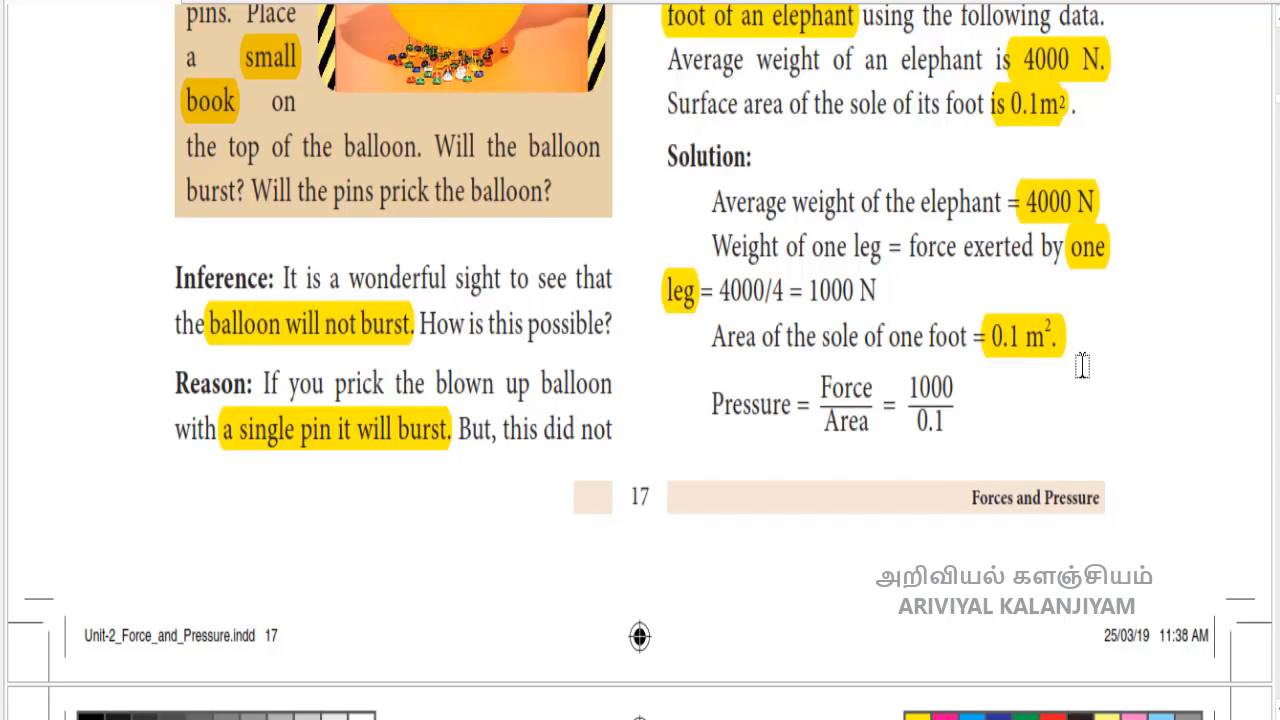 pins. Place
a small
book on
the top of the balloon. Will the balloon
burst? Will the pins prick the balloon?
Inference: It is a wonderful sight to see that
the balloon will not burst. How is this possible?
Reason: If you prick the blown up balloon
with a single pin it will burst. But, this did not
foot of an elephant using the following data.
Average weight of an elephant is 4000 N.
Surface area of the sole of its foot is 0.1m².
Solution:
Average weight of the elephant = 4000 N
Weight of one leg = force exerted by one
leg = 4000/4 = 1000 N
Area of the sole of one foot = 0.1 m².
Pressure = Force/Area = 1000/0.1
17 Forces and Pressure
அறிவியல் களஞ்சியம்
ARIVIYAL KALANJIYAM
Unit-2_Force_and_Pressure.indd 17
25/03/19 11:38 AM